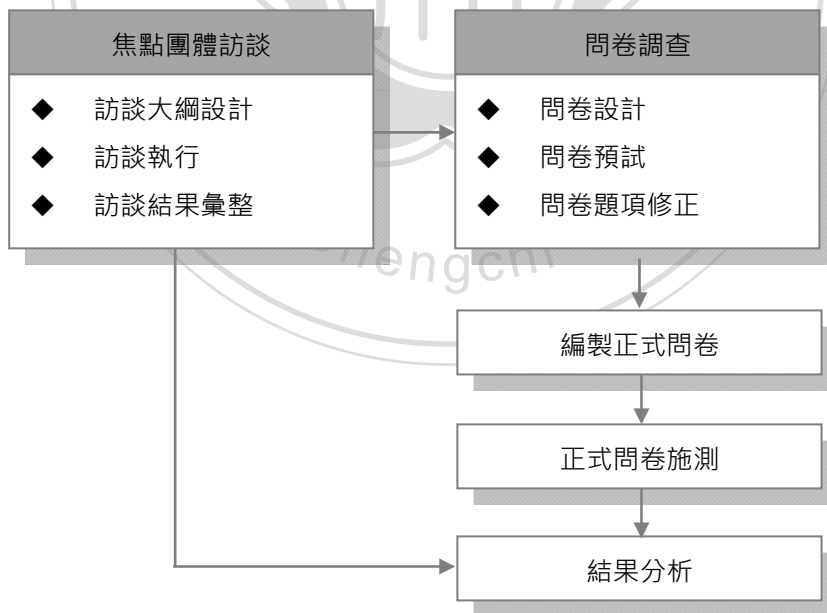 焦點團體訪談
◆ 訪談大綱設計
◆ 訪談執行
◆ 訪談結果彙整
問卷調查
◆ 問卷設計
◆ 問卷預試
◆ 問卷題項修正
編製正式問卷
正式問卷施測
結果分析